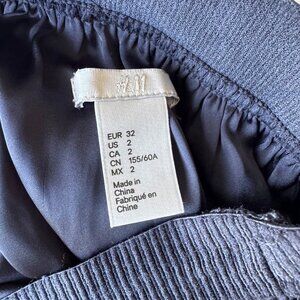 H&M
EUR 32
US 2
CA 2
CN 155/60A
MX 2
Made in
China
Fabriqué en
Chine